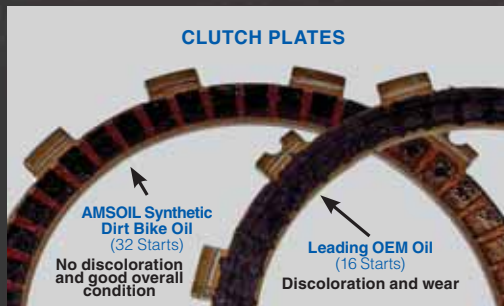 CLUTCH PLATES
AMSOIL Synthetic
Dirt Bike Oil
(32 Starts)
No discoloration
and good overall
condition
Leading OEM Oil
(16 Starts)
Discoloration and wear